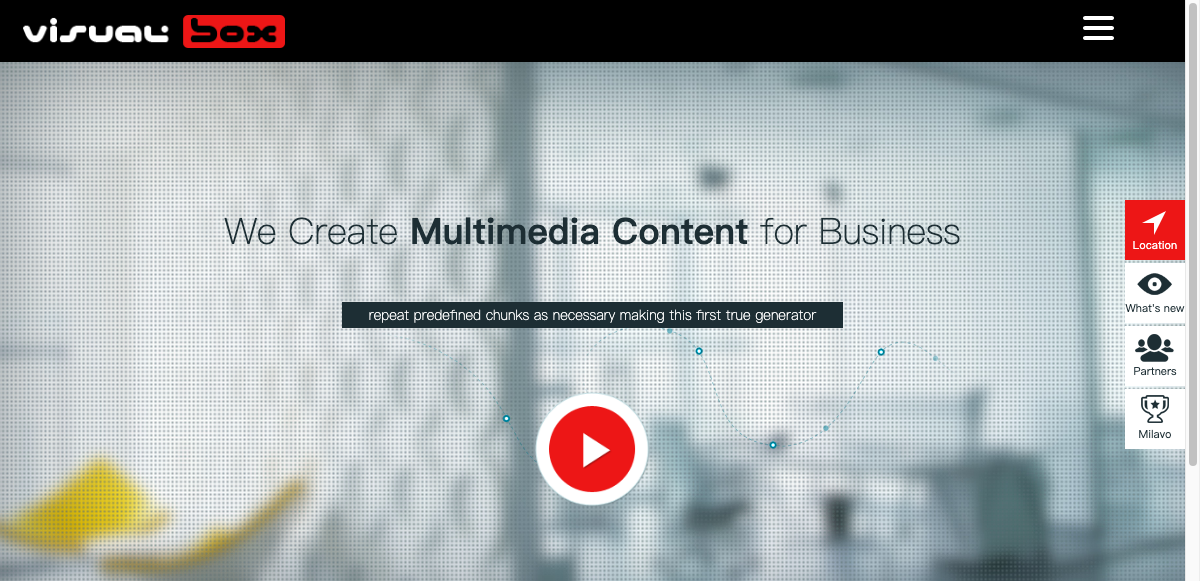 visual box
We Create Multimedia Content for Business
repeat predefined chunks as necessary making this first true generator
Location
What's new
Partners
Milavo